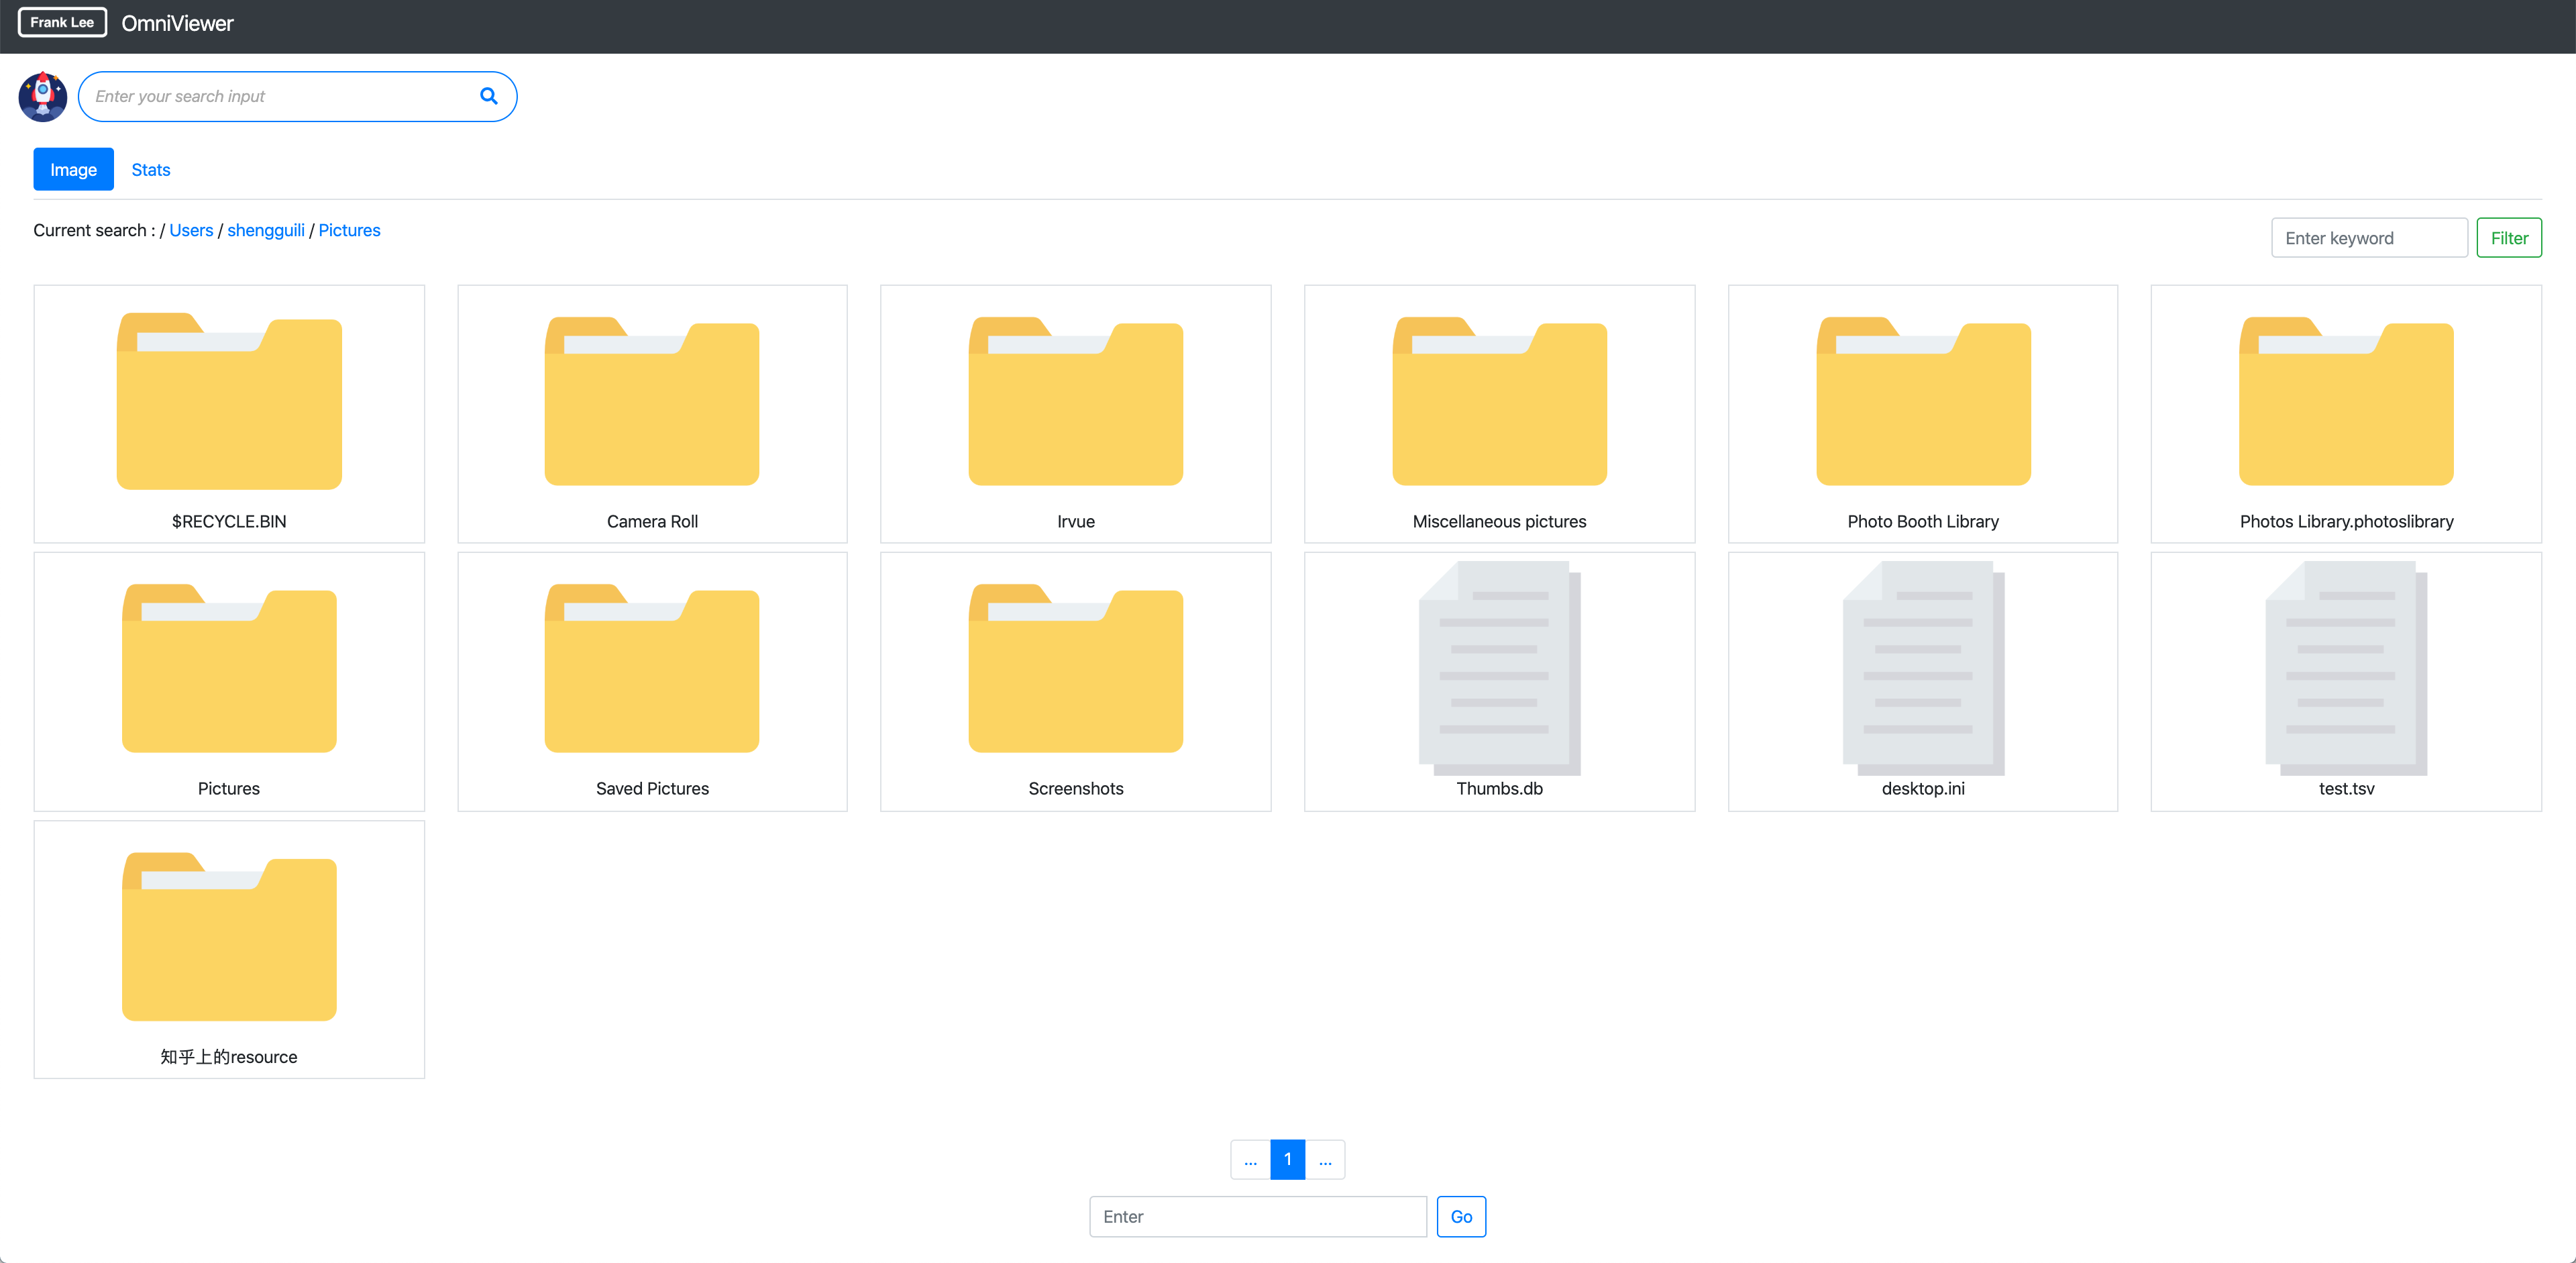 Frank Lee OmniViewer
Enter your search input
Image Stats
Current search : / Users / shengguili / Pictures
Enter keyword Filter
$RECYCLE.BIN Camera Roll Irvue Miscellaneous pictures Photo Booth Library Photos Library.photoslibrary
Pictures Saved Pictures Screenshots Thumbs.db desktop.ini test.tsv
知乎上的resource
... 1 ...
Enter Go